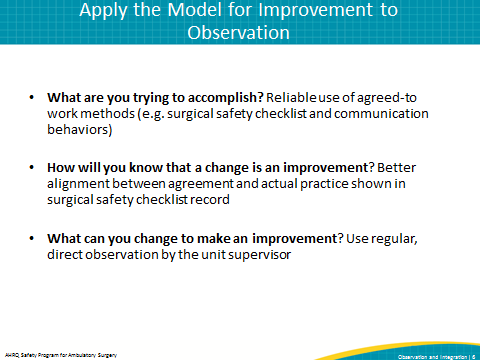 Apply the Model for Improvement to
Observation
• What are you trying to accomplish? Reliable use of agreed-to
work methods (e.g. surgical safety checklist and communication
behaviors)
• How will you know that a change is an improvement? Better
alignment between agreement and actual practice shown in
surgical safety checklist record
• What can you change to make an improvement? Use regular,
direct observation by the unit supervisor
AHRQ Safety Program for Ambulatory Surgery
Observation and Integration | 6